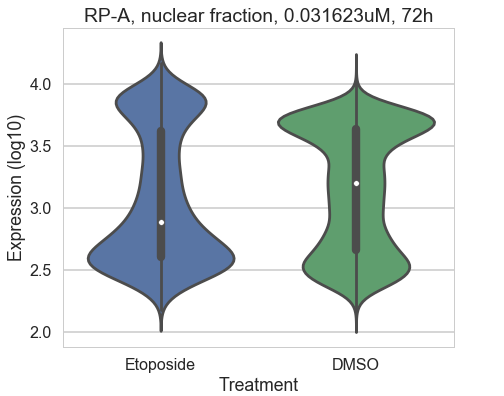 RP-A, nuclear fraction, 0.031623uM, 72h
Expression (log10)
4.0
3.5
3.0
2.5
2.0
Etoposide DMSO
Treatment